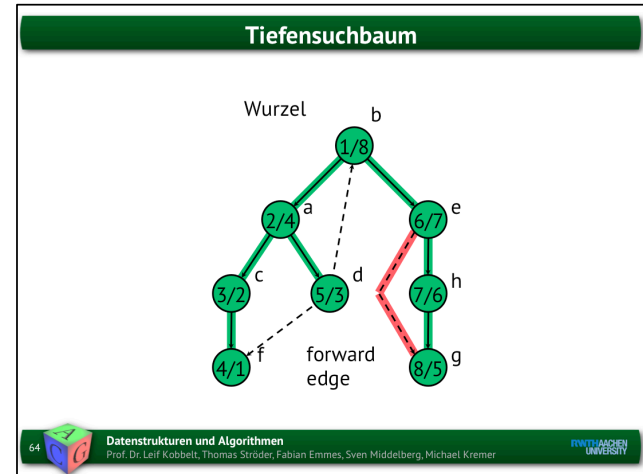 Tiefensuchbaum
Wurzel
b
1/8
a
e
2/4
6/7
c
d
h
3/2
5/3
7/6
f
g
4/1
8/5
forward
edge
64
A
C
G
Datenstrukturen und Algorithmen
Prof. Dr. Leif Kobbelt, Thomas Ströder, Fabian Emmes, Sven Middelberg, Michael Kremer
RWTHAACHEN
UNIVERSITY